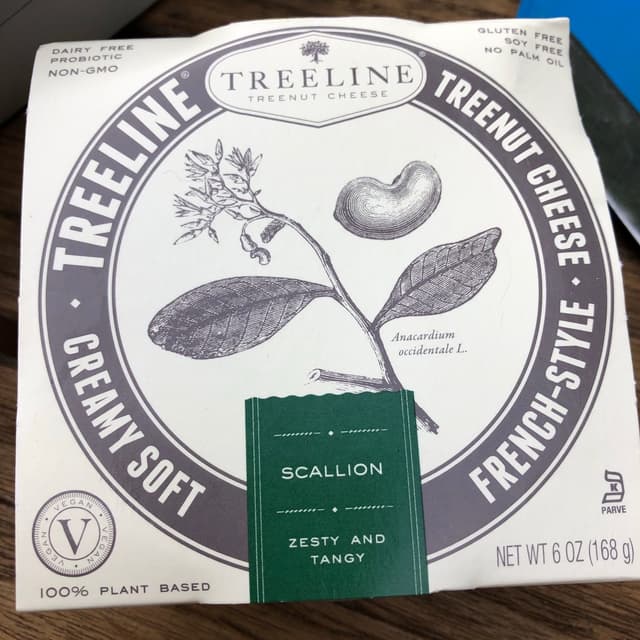 DAIRY FREE
PROBIOTIC
NON-GMO
TREELINE®
TREENUT CHEESE
GLUTEN FREE
SOY FREE
NO PALM OIL
TREELINE® • CREAMY SOFT
TREENUT CHEESE • FRENCH-STYLE
Anacardium
occidentale L.
SCALLION
ZESTY AND
TANGY
VEGAN • VEGAN • VEGAN
V
100% PLANT BASED
K
PARVE
NET WT 6 OZ (168 g)